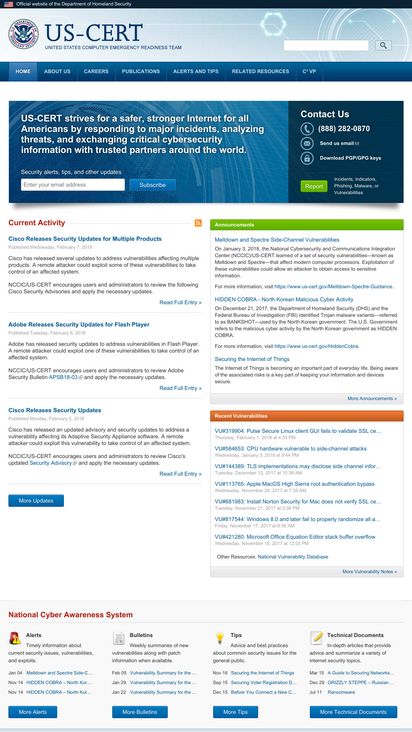 Official website of the Department of Homeland Security
US-CERT
UNITED STATES COMPUTER EMERGENCY READINESS TEAM
HOME ABOUT US CAREERS PUBLICATIONS ALERTS AND TIPS RELATED RESOURCES C³ VP
US-CERT strives for a safer, stronger Internet for all
Americans by responding to major incidents, analyzing
threats, and exchanging critical cybersecurity
information with trusted partners around the world.
Security alerts, tips, and other updates
Enter your email address
Subscribe
Contact Us
(888) 282-0870
Send us email
Download PGP/GPG keys
Report
Incidents, Indicators,
Phishing, Malware, or
Vulnerabilities
Current Activity
Cisco Releases Security Updates for Multiple Products
Published Wednesday, February 7, 2018
Cisco has released several updates to address vulnerabilities affecting multiple
products. A remote attacker could exploit some of these vulnerabilities to take
control of an affected system.
NCCIC/US-CERT encourages users and administrators to review the following
Cisco Security Advisories and apply the necessary updates.
Read Full Entry »
Adobe Releases Security Updates for Flash Player
Published Tuesday, February 6, 2018
Adobe has released security updates to address vulnerabilities in Flash Player.
A remote attacker could exploit one of these vulnerabilities to take control of an
affected system.
NCCIC/US-CERT encourages users and administrators to review Adobe
Security Bulletin APSB18-03 and apply the necessary updates.
Read Full Entry »
Cisco Releases Security Updates
Published Monday, February 5, 2018
Cisco has released an updated advisory and security updates to address a
vulnerability affecting its Adaptive Security Appliance software. A remote
attacker could exploit this vulnerability to take control of an affected system.
NCCIC/US-CERT encourages users and administrators to review Cisco's
updated Security Advisory and apply the necessary updates.
Read Full Entry »
More Updates
Announcements
Meltdown and Spectre Side-Channel Vulnerabilities
On January 3, 2018, the National Cybersecurity and Communications Integration
Center (NCCIC)/US-CERT learned of a set of security vulnerabilities—known as
Meltdown and Spectre—that affect modern computer processors. Exploitation of
these vulnerabilities could allow an attacker to obtain access to sensitive
information.
For more information, visit https://www.us-cert.gov/Meltdown-Spectre-Guidance.
HIDDEN COBRA - North Korean Malicious Cyber Activity
On December 21, 2017, the Department of Homeland Security (DHS) and the
Federal Bureau of Investigation (FBI) identified Trojan malware variants—referred
to as BANKSHOT—used by the North Korean government. The U.S. Government
refers to the malicious cyber activity by the North Korean government as HIDDEN
COBRA.
For more information, visit https://www.us-cert.gov/HiddenCobra.
Securing the Internet of Things
The Internet of Things is becoming an important part of everyday life. Being aware
of the associated risks is a key part of keeping your information and devices
secure.
More Announcements »
Recent Vulnerabilities
VU#319904: Pulse Secure Linux client GUI fails to validate SSL ce...
Thursday, February 1, 2018 at 4:33 PM
VU#584653: CPU hardware vulnerable to side-channel attacks
Wednesday, January 3, 2018 at 9:44 PM
VU#144389: TLS implementations may disclose side channel infor...
Tuesday, December 12, 2017 at 10:38 AM
VU#113765: Apple MacOS High Sierra root authentication bypass
Wednesday, November 29, 2017 at 7:38 AM
VU#681983: Install Norton Security for Mac does not verify SSL ce...
Tuesday, November 21, 2017 at 3:38 PM
VU#817544: Windows 8.0 and later fail to properly randomize all a...
Friday, November 17, 2017 at 9:38 AM
VU#421280: Microsoft Office Equation Editor stack buffer overflow
Wednesday, November 15, 2017 at 12:25 PM
Other Resources: National Vulnerability Database
More Vulnerability Notes »
National Cyber Awareness System
Alerts
Timely information about
current security issues, vulnerabilities,
and exploits.
Jan 04 Meltdown and Spectre Side-C...
Nov 14 HIDDEN COBRA – North Kor...
Nov 14 HIDDEN COBRA – North Kor...
More Alerts
Bulletins
Weekly summaries of new
vulnerabilities along with patch
information when available.
Feb 05 Vulnerability Summary for the...
Jan 29 Vulnerability Summary for the...
Jan 22 Vulnerability Summary for the...
More Bulletins
Tips
Advice and best practices
about common security issues for the
general public.
Nov 16 Securing the Internet of Things
Sep 15 Securing Voter Registration D...
Dec 15 Before You Connect a New C...
More Tips
Technical Documents
In-depth articles that provide
advice and summarize a variety of
internet security topics.
Mar 15 A Guide to Securing Networks...
Mar 15 GRIZZLY STEPPE – Russian ...
Jul 11 Ransomware
More Technical Documents